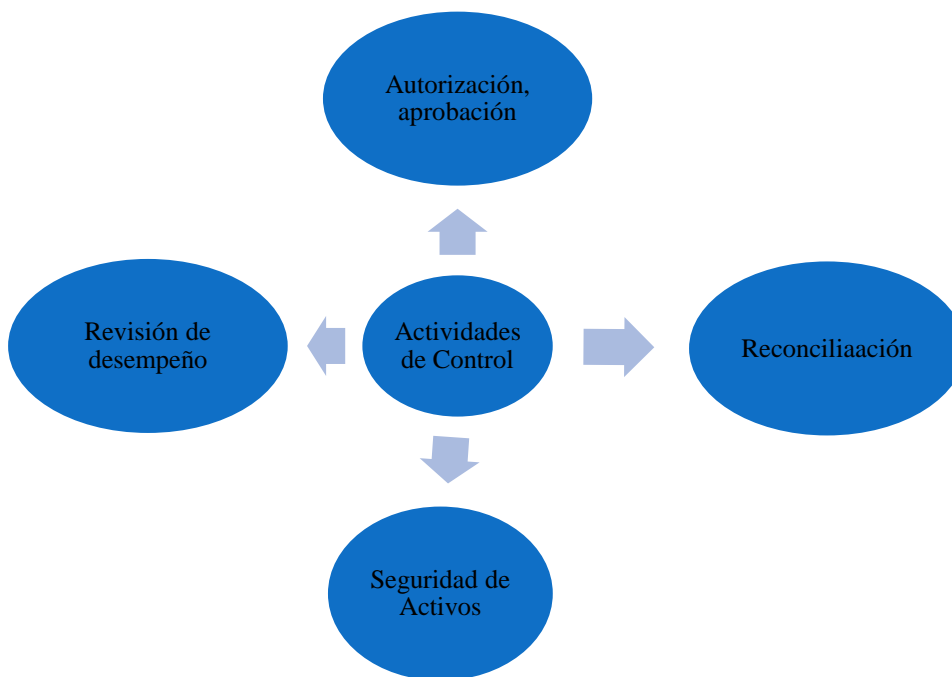 Autorización,
aprobación
Revisión de
desempeño
Actividades
de Control
Reconciliaación
Seguridad de
Activos